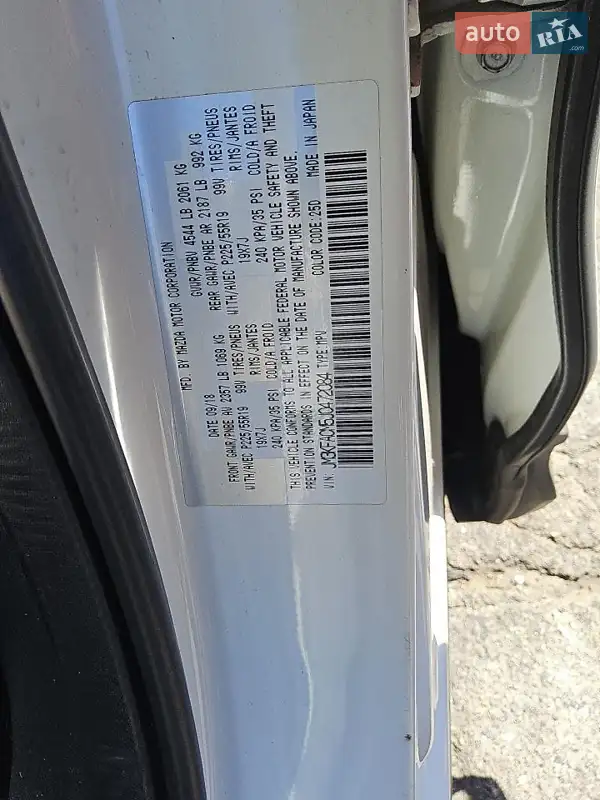 MFD. BY MAZDA MOTOR CORPORATION
DATE 09/18 GVWR/PNBV 4544 LB 2061 KG
FRONT GAWR/PNBE AV 2357 LB 1069 KG REAR GAWR/PNBE AR 2187 LB 992 KG
WITH/AVEC P225/55R19 99V TIRES/PNEUS WITH/AVEC P225/55R19 99V TIRES/PNEUS
19X7J RIMS/JANTES 19X7J RIMS/JANTES
240 KPA/35 PSI COLD/A FROID 240 KPA/35 PSI COLD/A FROID
THIS VEHICLE CONFORMS TO ALL APPLICABLE FEDERAL MOTOR VEHICLE SAFETY AND THEFT
PREVENTION STANDARDS IN EFFECT ON THE DATE OF MANUFACTURE SHOWN ABOVE.
VIN: JM3KFACM5J0472084 TYPE:MPV COLOR CODE:25D MADE IN JAPAN
auto RIA.com